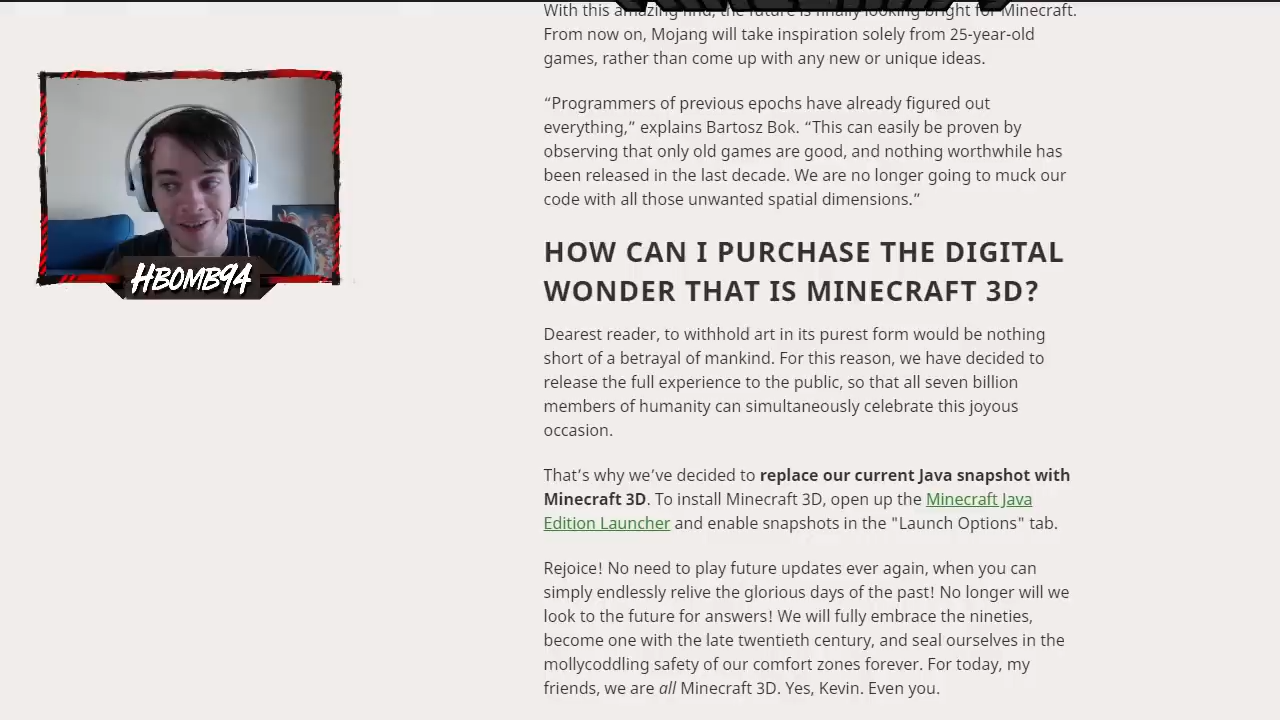 With this amazing find, the future is finally looking bright for Minecraft.
From now on, Mojang will take inspiration solely from 25-year-old
games, rather than come up with any new or unique ideas.
“Programmers of previous epochs have already figured out
everything,” explains Bartosz Bok. “This can easily be proven by
observing that only old games are good, and nothing worthwhile has
been released in the last decade. We are no longer going to muck our
code with all those unwanted spatial dimensions.”
HOW CAN I PURCHASE THE DIGITAL
WONDER THAT IS MINECRAFT 3D?
Dearest reader, to withhold art in its purest form would be nothing
short of a betrayal of mankind. For this reason, we have decided to
release the full experience to the public, so that all seven billion
members of humanity can simultaneously celebrate this joyous
occasion.
That’s why we’ve decided to replace our current Java snapshot with
Minecraft 3D. To install Minecraft 3D, open up the Minecraft Java
Edition Launcher and enable snapshots in the "Launch Options" tab.
Rejoice! No need to play future updates ever again, when you can
simply endlessly relive the glorious days of the past! No longer will we
look to the future for answers! We will fully embrace the nineties,
become one with the late twentieth century, and seal ourselves in the
mollycoddling safety of our comfort zones forever. For today, my
friends, we are all Minecraft 3D. Yes, Kevin. Even you.
HBOMB94